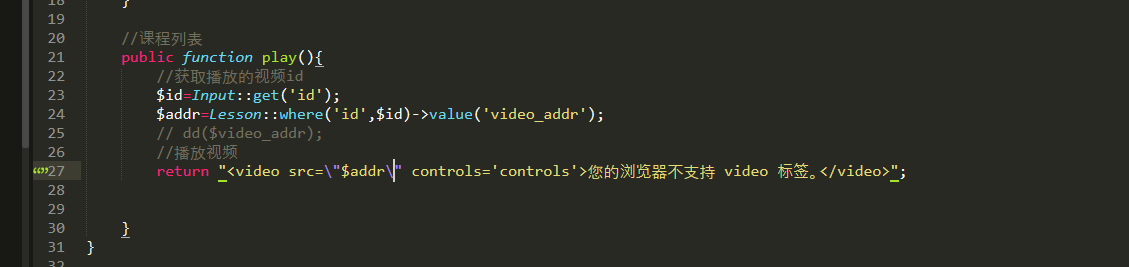 18 }
19
20 //课程列表
21 public function play(){
22 //获取播放的视频id
23 $id=Input::get('id');
24 $addr=Lesson::where('id',$id)->value('video_addr');
25 // dd($video_addr);
26 //播放视频
27 return "<video src=\"$addr\" controls='controls'>您的浏览器不支持 video 标签。</video>";
28
29
30 }
31 }
32